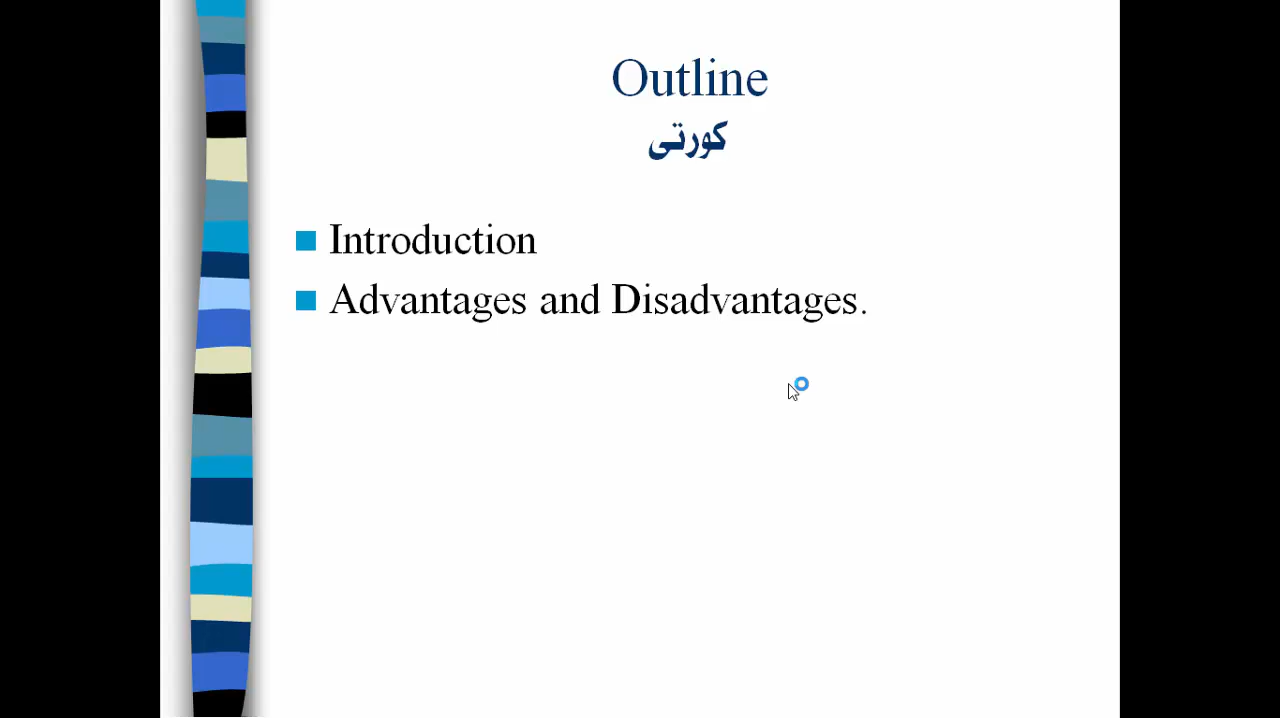 Outline
کورتی
Introduction
Advantages and Disadvantages.